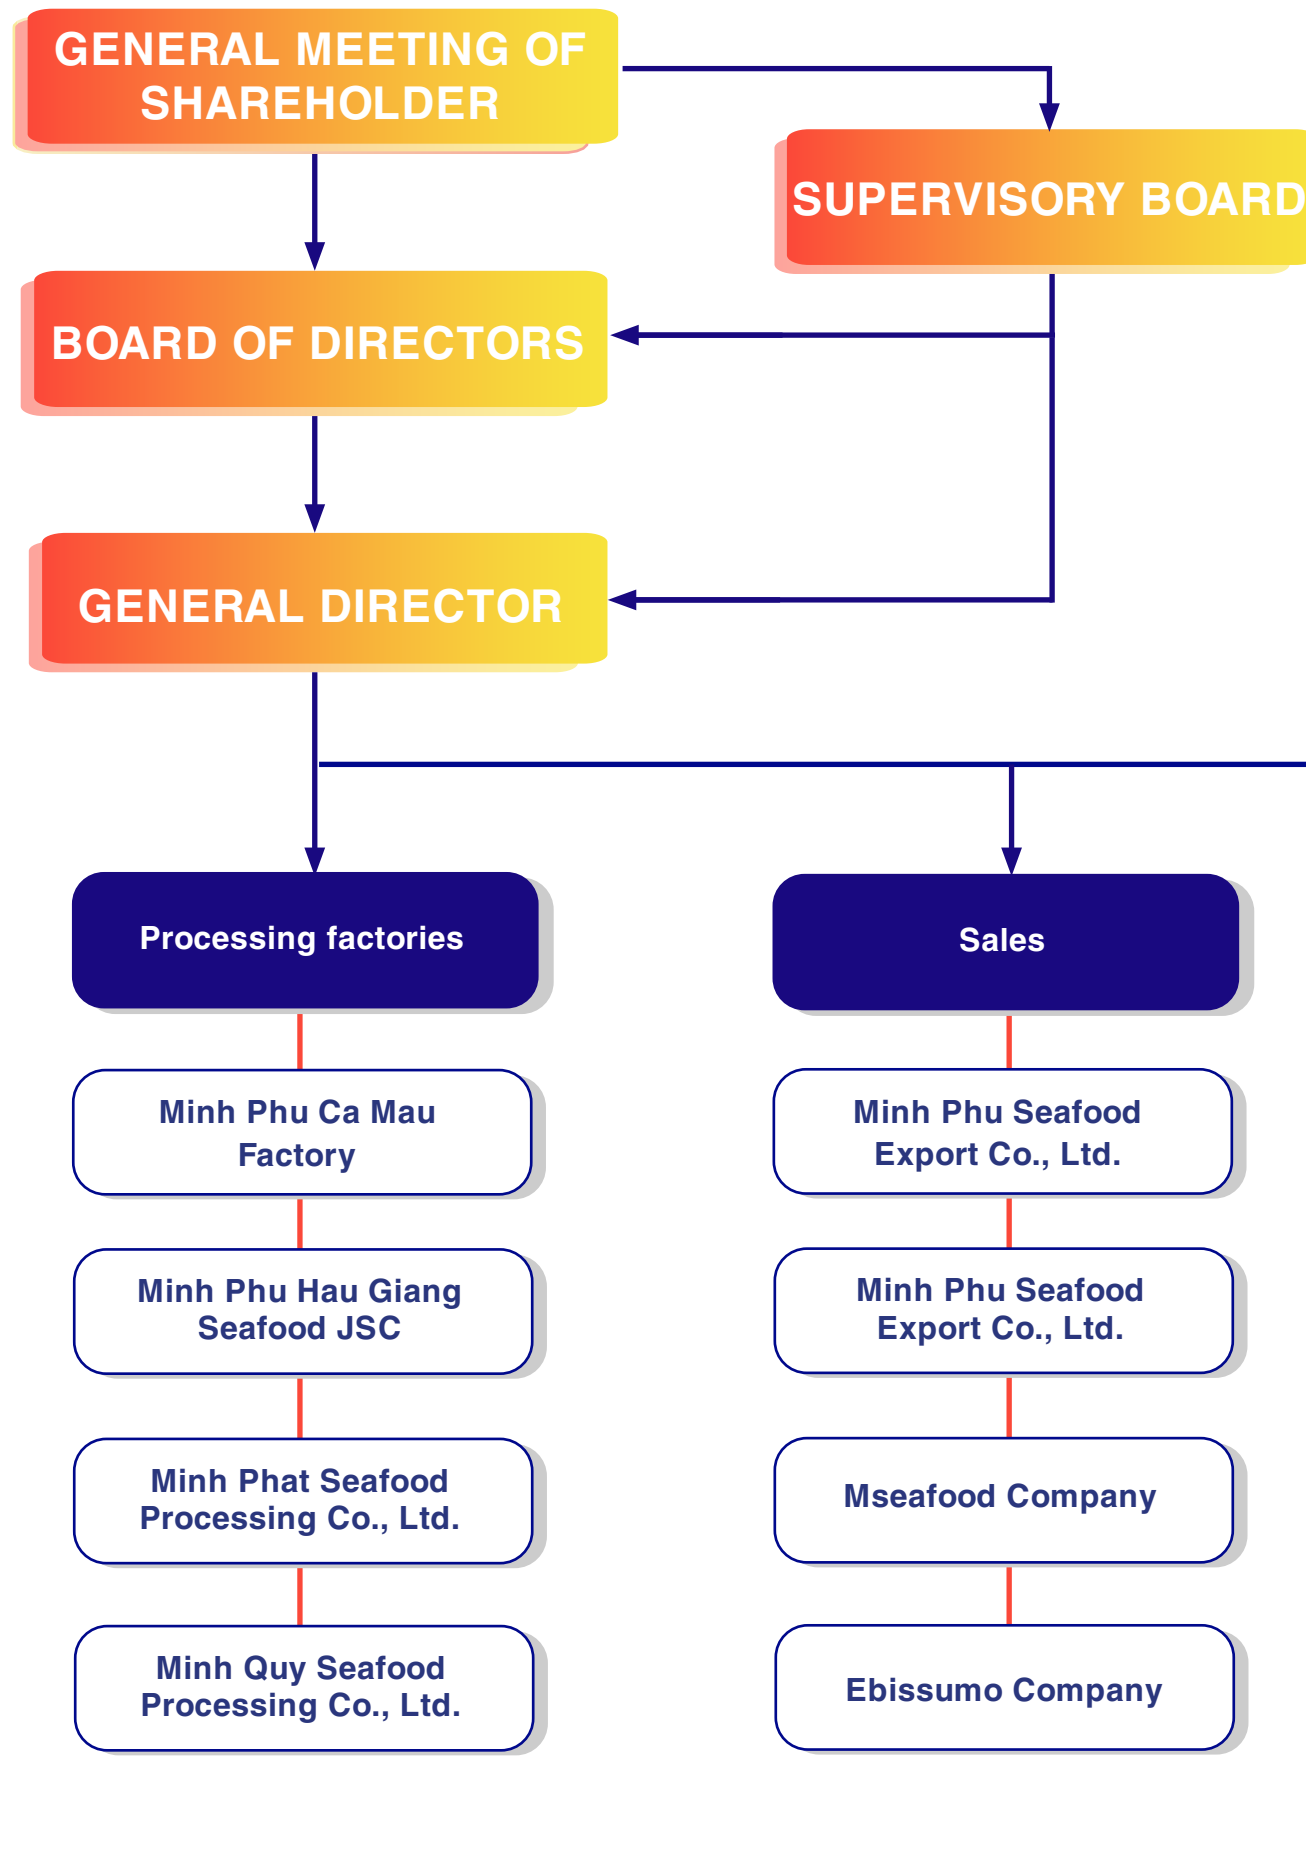 GENERAL MEETING OF
SHAREHOLDER
SUPERVISORY BOARD
BOARD OF DIRECTORS
GENERAL DIRECTOR
Processing factories
Minh Phu Ca Mau
Factory
Minh Phu Hau Giang
Seafood JSC
Minh Phat Seafood
Processing Co., Ltd.
Minh Quy Seafood
Processing Co., Ltd.
Sales
Minh Phu Seafood
Export Co., Ltd.
Minh Phu Seafood
Export Co., Ltd.
Mseafood Company
Ebissumo Company